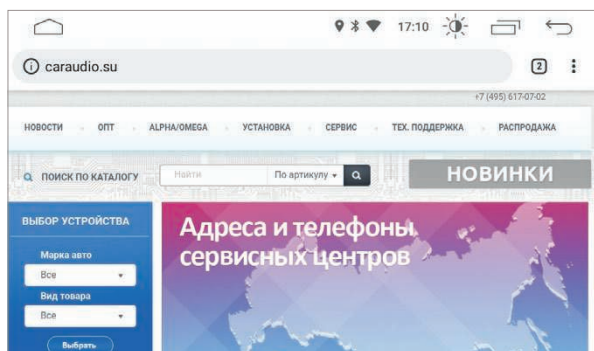 17:10
caraudio.su
2
+7 (495) 617-07-02
НОВОСТИ ОПТ ALPHA/OMEGA УСТАНОВКА СЕРВИС ТЕХ. ПОДДЕРЖКА РАСПРОДАЖА
ПОИСК ПО КАТАЛОГУ Найти По артикулу НОВИНКИ
ВЫБОР УСТРОЙСТВА
Марка авто
Все
Вид товара
Все
Выбрать
Адреса и телефоны
сервисных центров